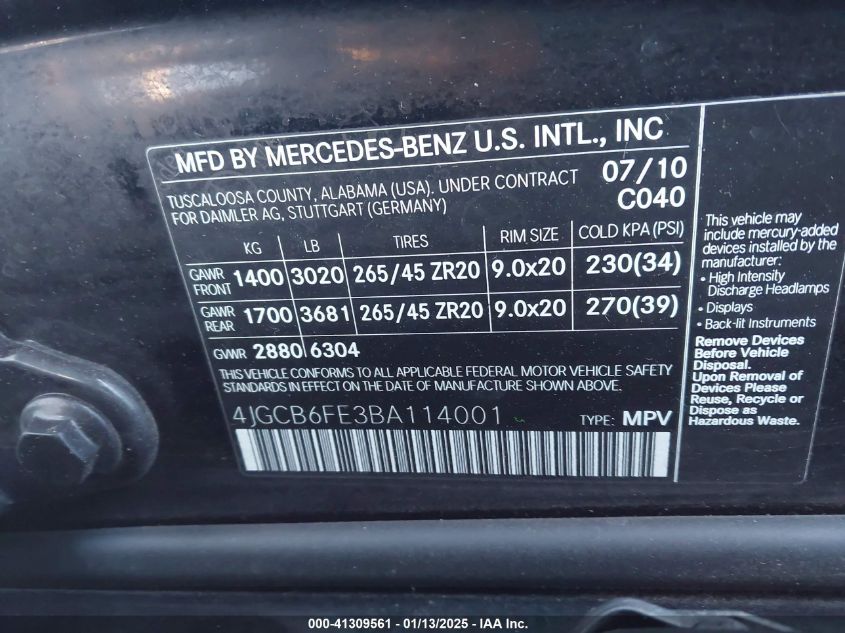 MFD BY MERCEDES-BENZ U.S. INTL., INC
TUSCALOOSA COUNTY, ALABAMA (USA). UNDER CONTRACT
FOR DAIMLER AG, STUTTGART (GERMANY)
07/10
C040
KG LB TIRES RIM SIZE COLD KPA (PSI)
GAWR FRONT 1400 3020 265/45 ZR20 9.0x20 230(34)
GAWR REAR 1700 3681 265/45 ZR20 9.0x20 270(39)
GWR 2880 6304
THIS VEHICLE CONFORMS TO ALL APPLICABLE FEDERAL MOTOR VEHICLE SAFETY
STANDARDS IN EFFECT ON THE DATE OF MANUFACTURE SHOWN ABOVE.
4JGCB6FE3BA114001 TYPE: MPV
This vehicle may
include mercury-added
devices installed by the
manufacturer:
• High Intensity
Discharge Headlamps
• Displays
• Back-lit Instruments
Remove Devices
Before Vehicle
Disposal.
Upon Removal of
Devices Please
Reuse, Recycle or
Dispose as
Hazardous Waste.
000-41309561 - 01/13/2025 - IAA Inc.